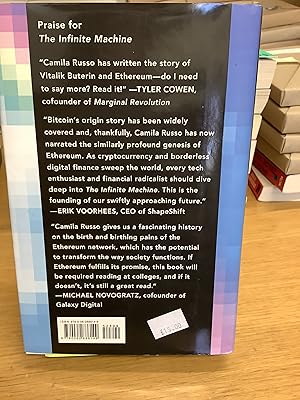 Praise for
The Infinite Machine
“Camila Russo has written the story of
Vitalik Buterin and Ethereum—do I need
to say more? Read it!” —TYLER COWEN,
cofounder of Marginal Revolution
“Bitcoin's origin story has been widely
covered and, thankfully, Camila Russo has now
narrated the similarly profound genesis of
Ethereum. As cryptocurrency and borderless
digital finance sweep the world, every tech
enthusiast and financial radicalist should dive
deep into The Infinite Machine. This is the
founding of our swiftly approaching future.”
—ERIK VOORHEES, CEO of ShapeShift
“Camila Russo gives us a fascinating history
on the birth and birthing pains of the
Ethereum network, which has the potential
to transform the way society functions. If
Ethereum fulfills its promise, this book will
be required reading at colleges, and if it
doesn't, it's still a great read.”
—MICHAEL NOVOGRATZ, cofounder of
Galaxy Digital
£15.00